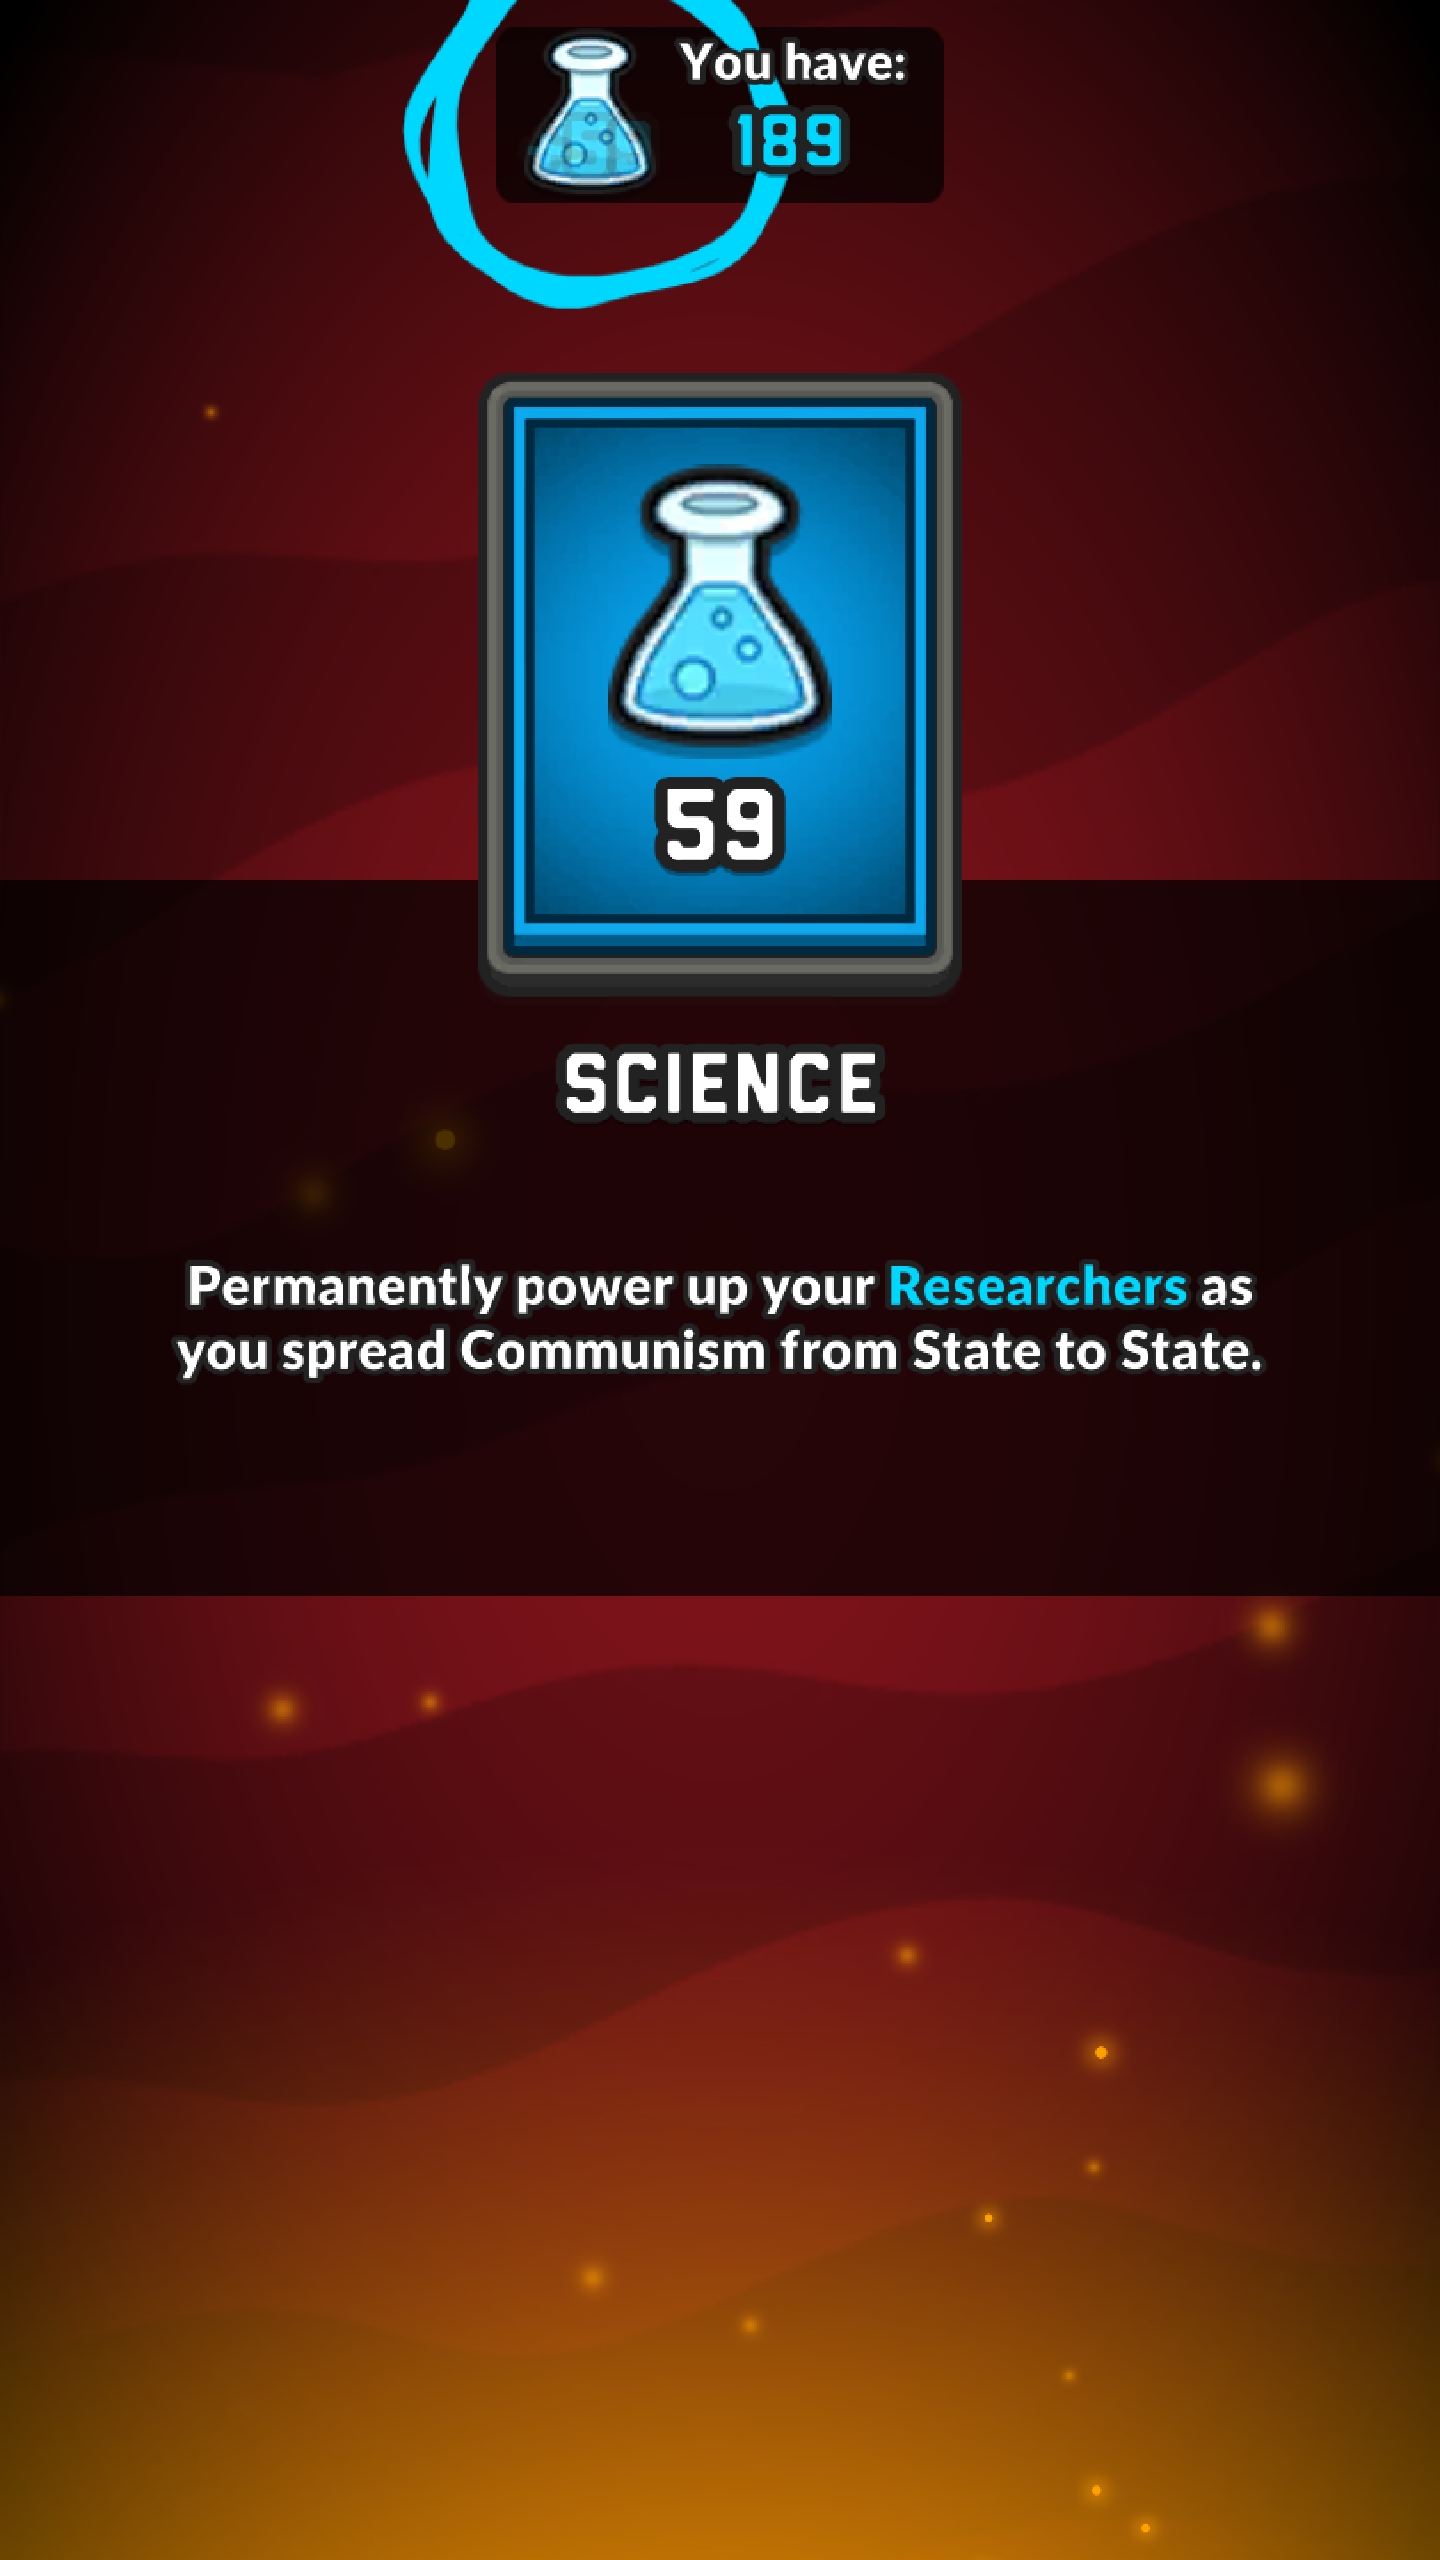 You have:
189
59
SCIENCE
Permanently power up your Researchers as
you spread Communism from State to State.